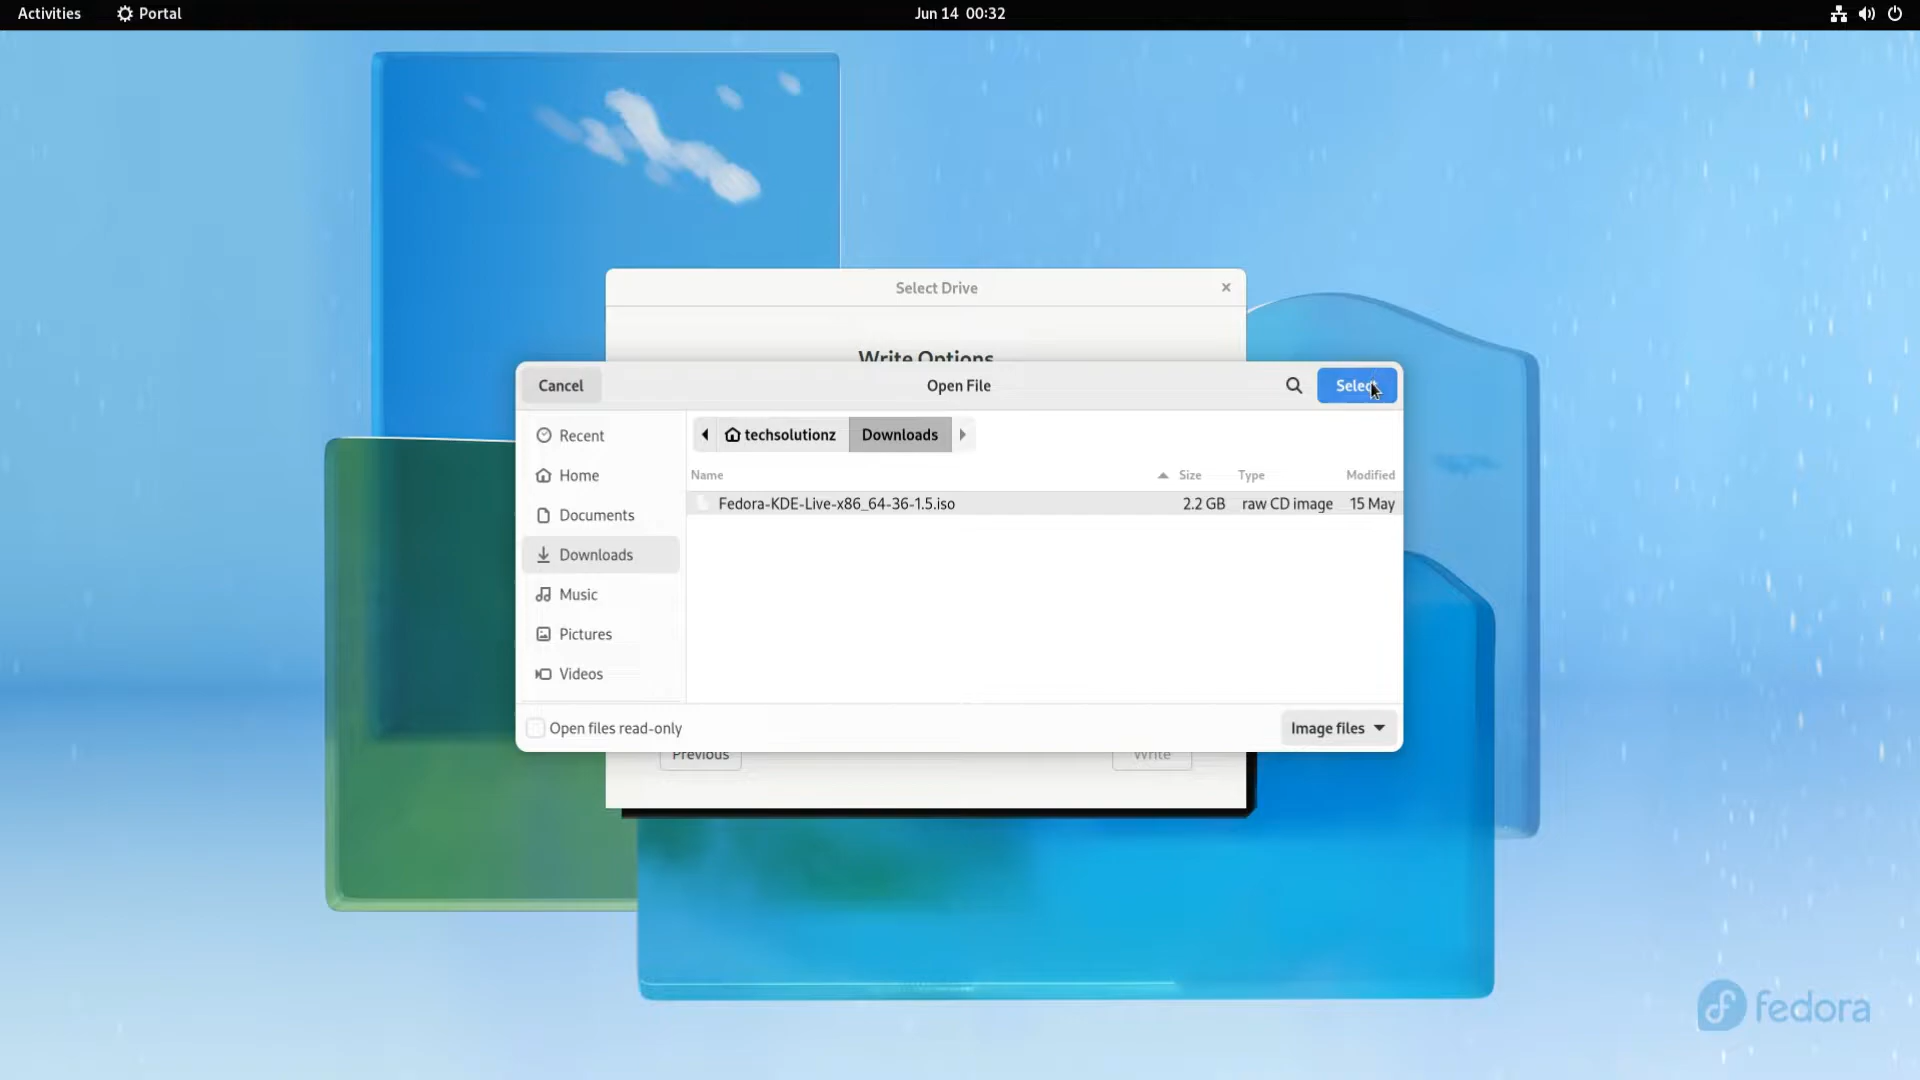 Activities
Portal
Jun 14 00:32
Select Drive
×
Write Options
Cancel
Open File
Select
Recent
Home
Documents
Downloads
Music
Pictures
Videos
techsolutionz
Downloads
Name
Size
Type
Modified
Fedora-KDE-Live-x86_64-36-1.5.iso
2.2 GB
raw CD image
15 May
Open files read-only
Image files
Previous
Write
fedora